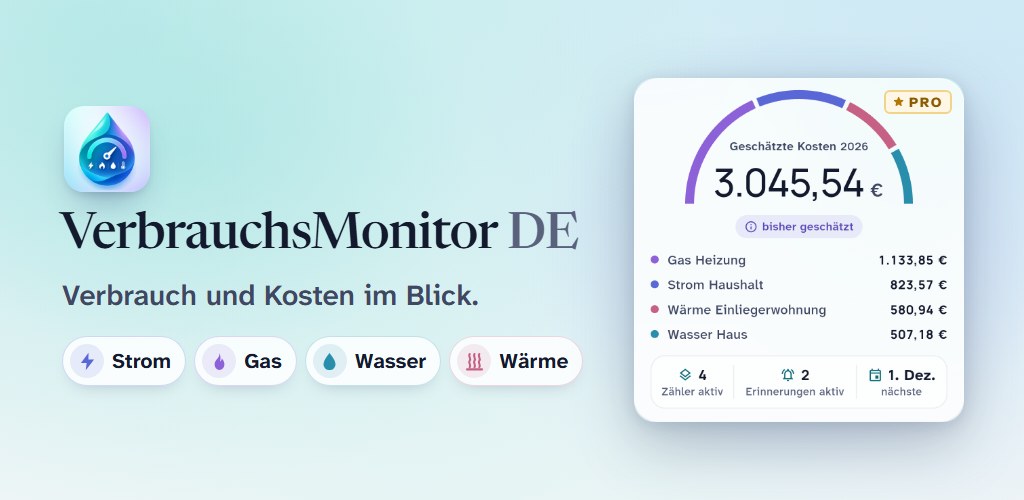 VerbrauchsMonitor DE
Verbrauch und Kosten im Blick.
Strom Gas Wasser Wärme
PRO
Geschätzte Kosten 2026
3.045,54 €
bisher geschätzt
Gas Heizung 1.133,85 €
Strom Haushalt 823,57 €
Wärme Einliegerwohnung 580,94 €
Wasser Haus 507,18 €
4 2 1. Dez.
Zähler aktiv Erinnerungen aktiv nächste